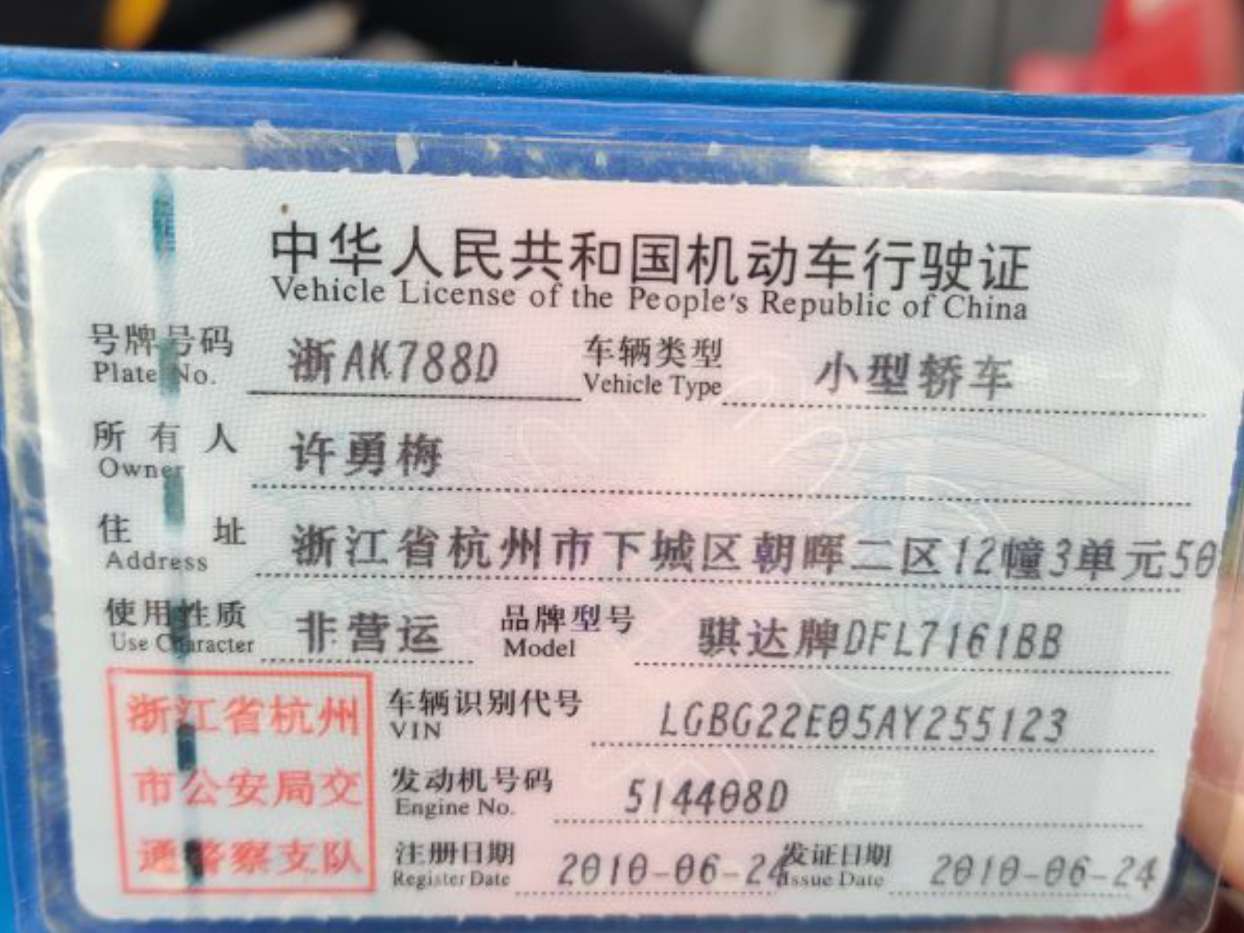 中华人民共和国机动车行驶证
Vehicle License of the People's Republic of China
号牌号码 浙AK788D 车辆类型 小型轿车
Plate No. Vehicle Type
所有人 许勇梅
Owner
住址 浙江省杭州市下城区朝晖二区12幢3单元50
Address
使用性质 非营运 品牌型号 骐达牌DFL7161BB
Use Character Model
浙江省杭州
市公安局交
通警察支队
车辆识别代号 LGBG22E05AY255123
VIN
发动机号码 514408D
Engine No.
注册日期 2010-06-24 发证日期 2010-06-24
Register Date Issue Date